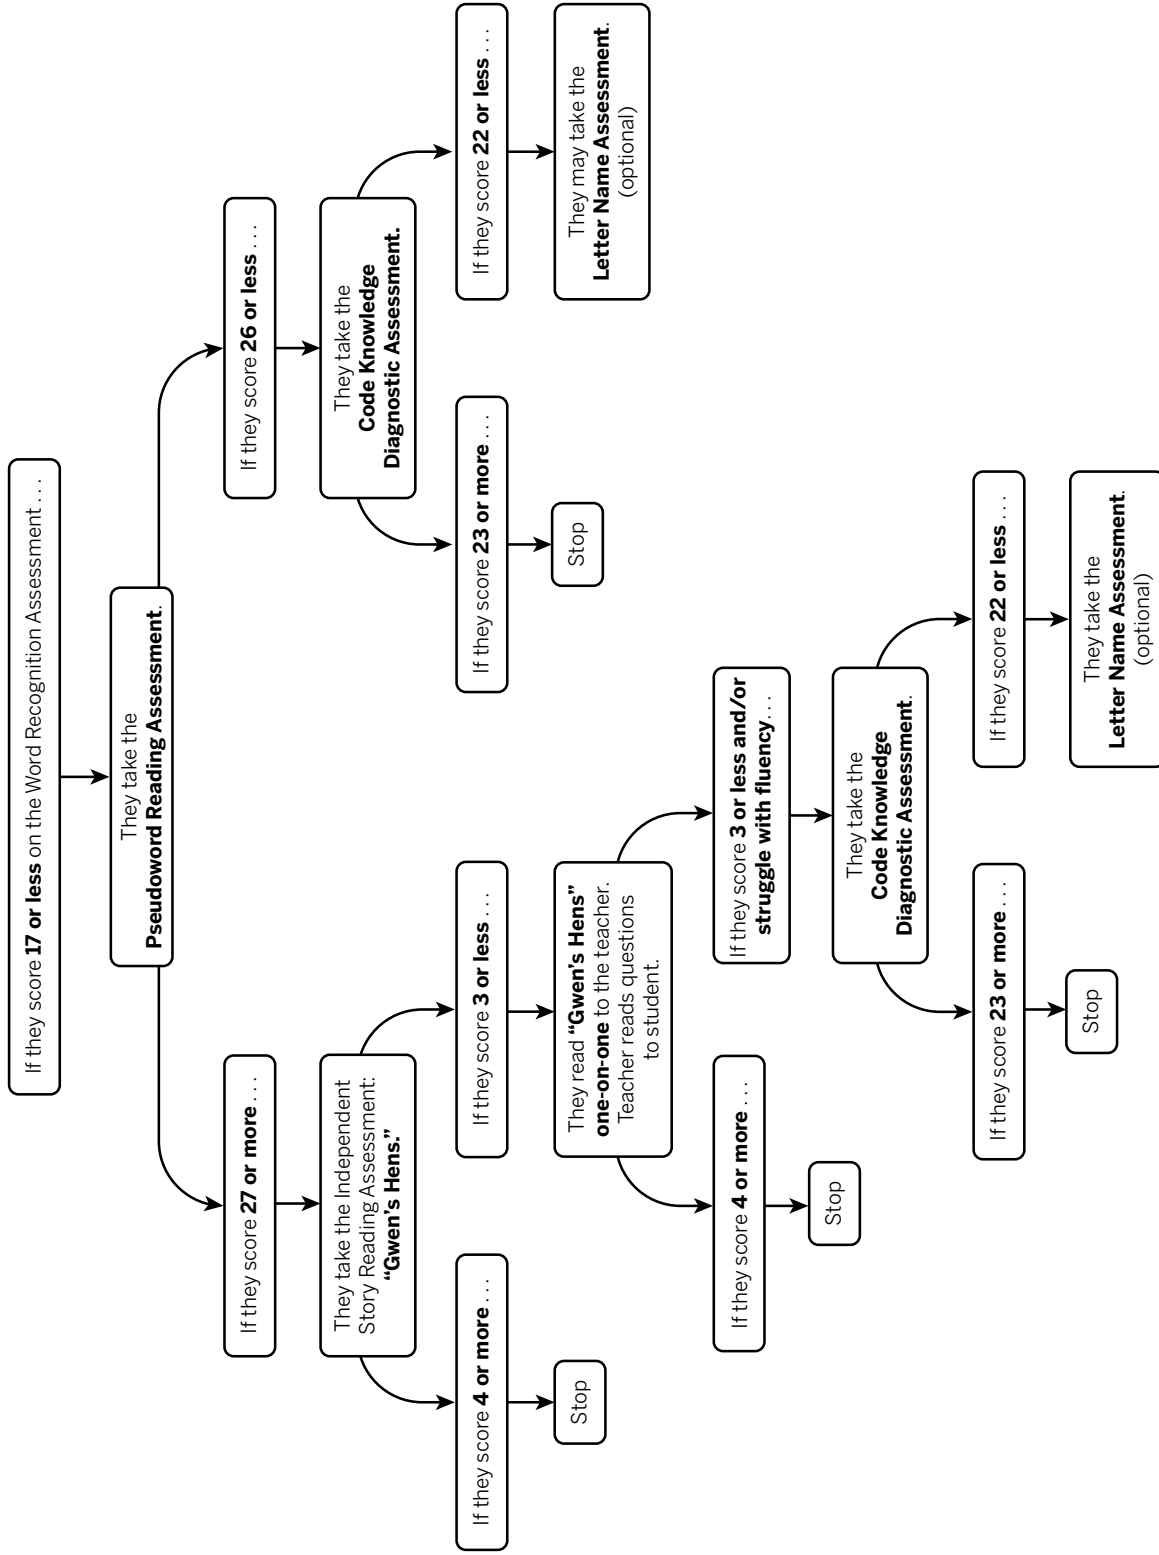 If they score 17 or less on the Word Recognition Assessment . . .
They take the
Pseudoword Reading Assessment.
If they score 27 or more . . .
They take the Independent
Story Reading Assessment:
“Gwen’s Hens.”
If they score 4 or more . . .
Stop
If they score 3 or less . . .
They read “Gwen’s Hens”
one-on-one to the teacher.
Teacher reads questions
to student.
If they score 4 or more . . .
Stop
If they score 3 or less and/or
struggle with fluency. . .
They take the
Code Knowledge
Diagnostic Assessment.
If they score 23 or more . . .
Stop
If they score 22 or less . . .
They take the
Letter Name Assessment.
(optional)
If they score 26 or less . . .
They take the
Code Knowledge
Diagnostic Assessment.
If they score 23 or more . . .
Stop
If they score 22 or less . . .
They may take the
Letter Name Assessment.
(optional)